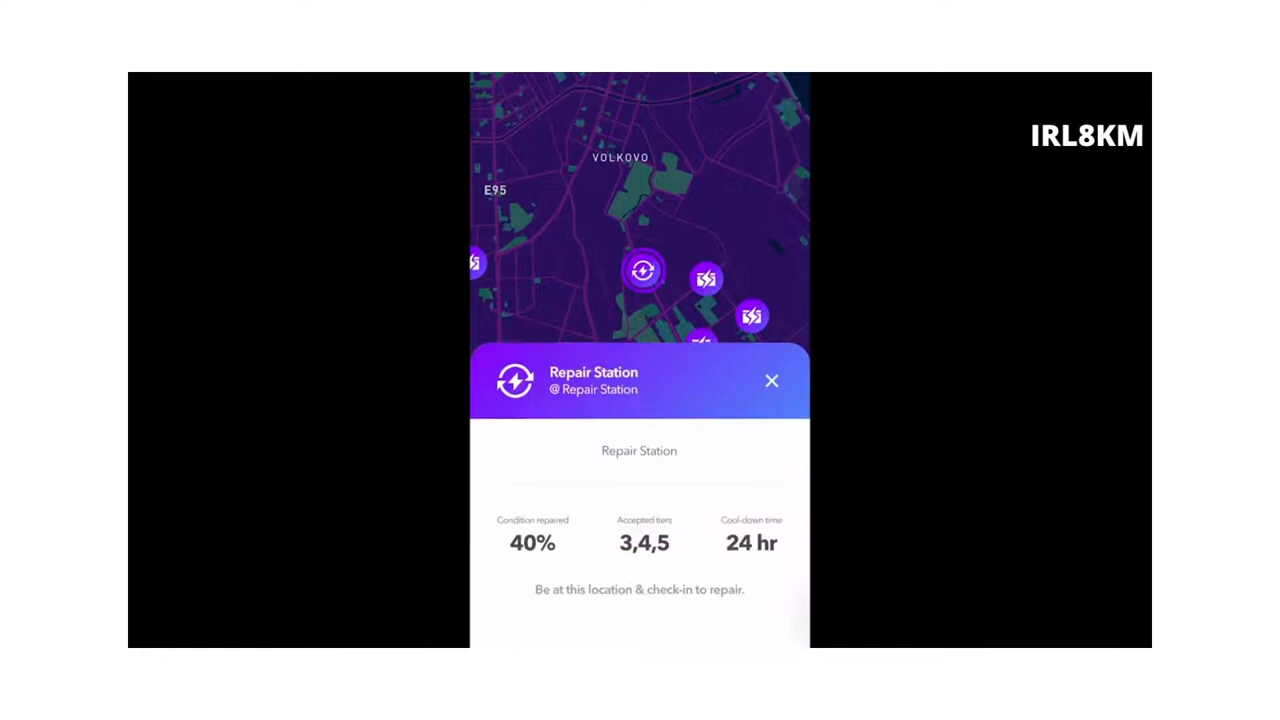 IRL8KM
VOLKOVO
E95
Repair Station
@ Repair Station
Repair Station
Condition repaired
40%
Accepted tiers
3,4,5
Cool-down time
24 hr
Be at this location & check-in to repair.